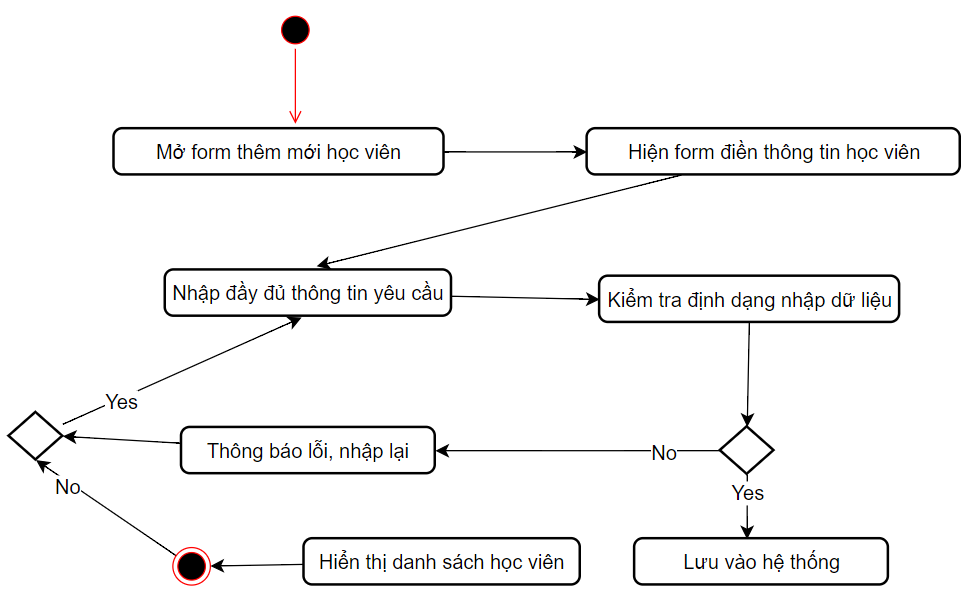 Mở form thêm mới học viên
Hiện form điền thông tin học viên
Nhập đầy đủ thông tin yêu cầu
Kiểm tra định dạng nhập dữ liệu
Yes
Thông báo lỗi, nhập lại
No
No
Yes
Hiển thị danh sách học viên
Lưu vào hệ thống